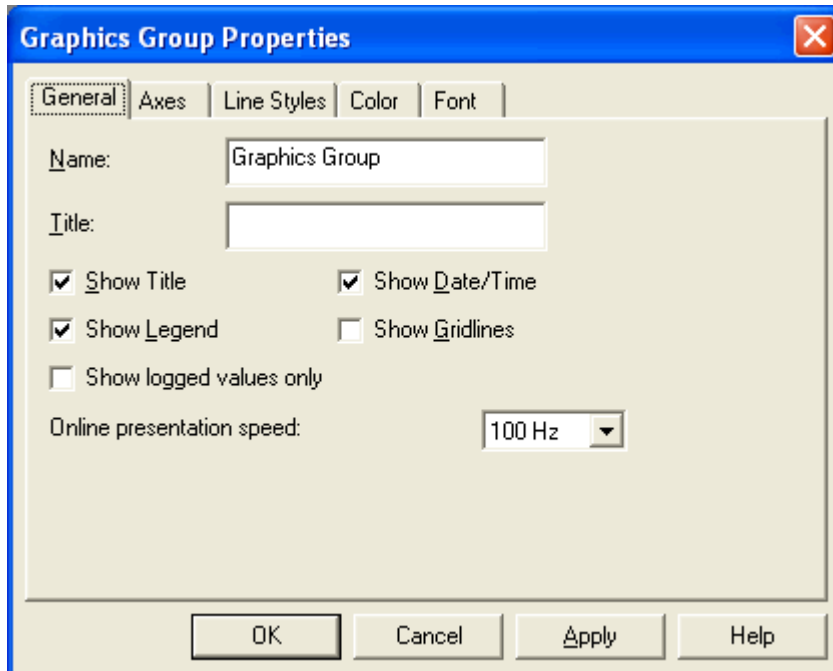 Graphics Group Properties
General Axes Line Styles Color Font
Name: Graphics Group
Title:
Show Title Show Date/Time
Show Legend Show Gridlines
Show logged values only
Online presentation speed: 100 Hz
OK Cancel Apply Help